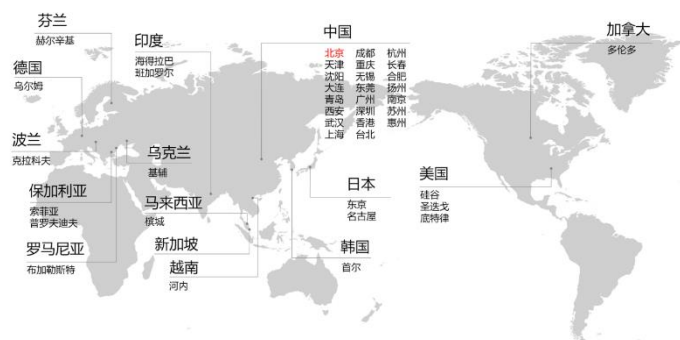 芬兰
赫尔辛基
德国
乌尔姆
波兰
克拉科夫
保加利亚
索菲亚
普罗夫迪夫
罗马尼亚
布加勒斯特
印度
海得拉巴
班加罗尔
乌克兰
基辅
马来西亚
槟城
新加坡
越南
河内
中国
北京 成都 杭州
天津 重庆 长春
沈阳 无锡 合肥
大连 东莞 扬州
青岛 广州 南京
西安 深圳 苏州
武汉 香港 惠州
上海 台北
日本
东京
名古屋
韩国
首尔
美国
硅谷
圣迭戈
底特律
加拿大
多伦多